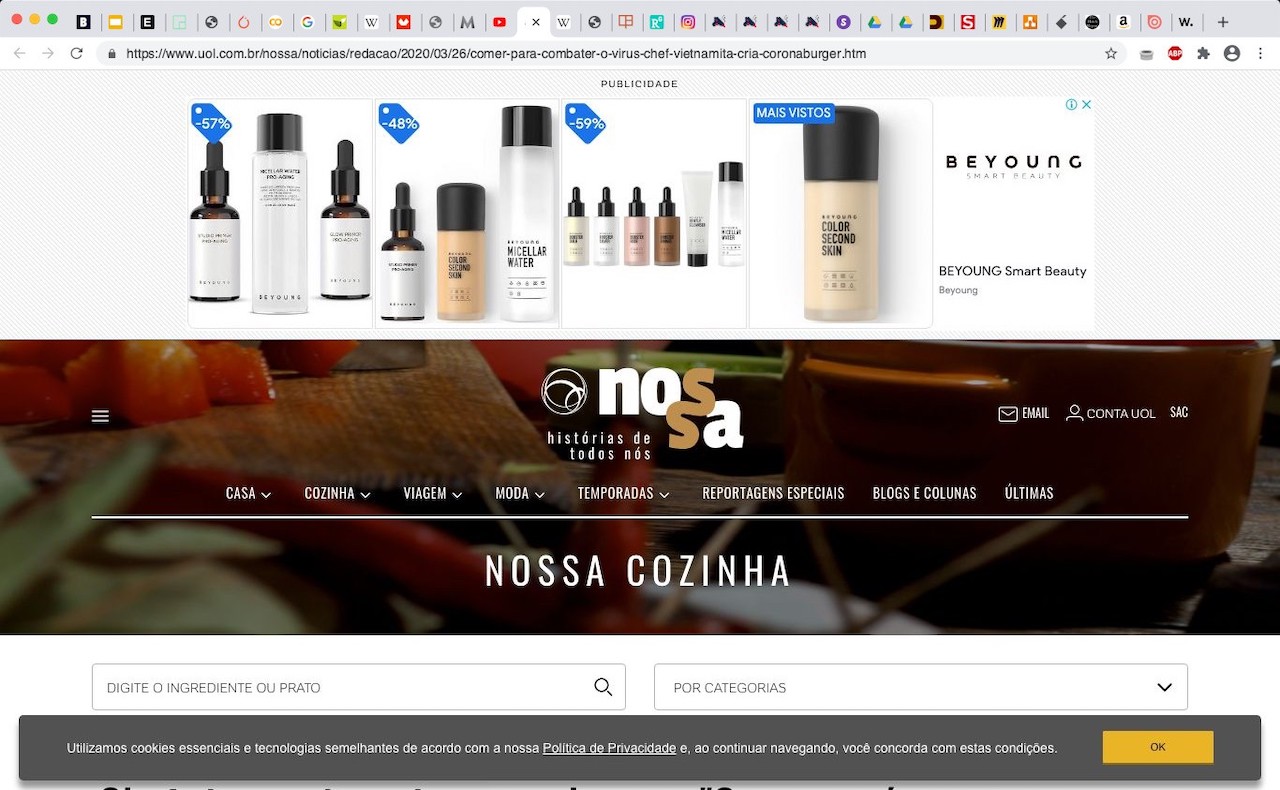 https://www.uol.com.br/nossa/noticias/redacao/2020/03/26/comer-para-combater-o-virus-chef-vietnamita-cria-coronaburger.htm
ABP
PUBLICIDADE
-57%
-48%
-59%
MAIS VISTOS
MICELLAR WATER
PRO-AGING
STUDIO PRIMER
PRO-AGING
GLOW PRIMER
PRO-AGING
BEYOUNG
BEYOUNG
COLOR
SECOND
SKIN
BEYOUNG
MICELLAR
WATER
BEYOUNG
COLOR
SECOND
SKIN
BEYOUNG
SMART BEAUTY
BEYOUNG Smart Beauty
Beyoung
nossa
histórias de
todos nós
EMAIL
CONTA UOL
SAC
CASA
COZINHA
VIAGEM
MODA
TEMPORADAS
REPORTAGENS ESPECIAIS
BLOGS E COLUNAS
ÚLTIMAS
NOSSA COZINHA
DIGITE O INGREDIENTE OU PRATO
POR CATEGORIAS
Utilizamos cookies essenciais e tecnologias semelhantes de acordo com a nossa Política de Privacidade e, ao continuar navegando, você concorda com estas condições.
OK